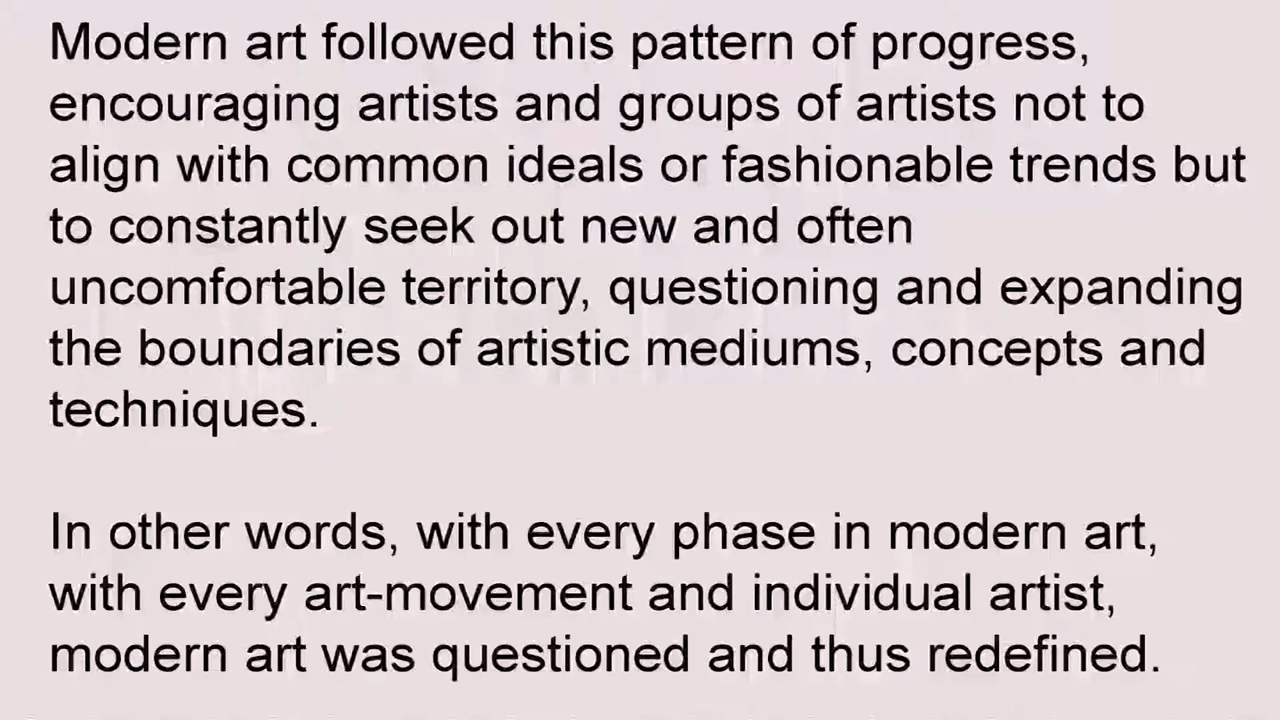 Modern art followed this pattern of progress,
encouraging artists and groups of artists not to
align with common ideals or fashionable trends but
to constantly seek out new and often
uncomfortable territory, questioning and expanding
the boundaries of artistic mediums, concepts and
techniques.
In other words, with every phase in modern art,
with every art-movement and individual artist,
modern art was questioned and thus redefined.